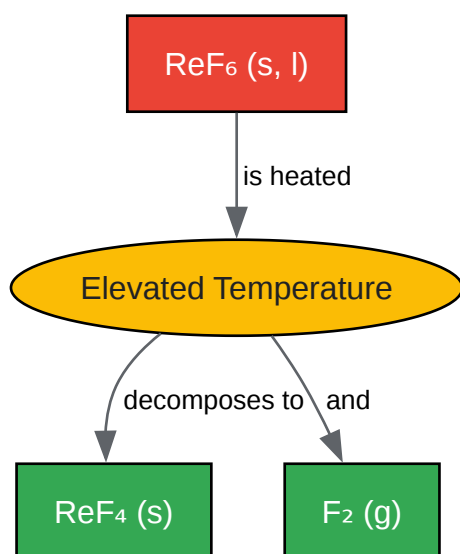 ReF₆ (s, l)
is heated
Elevated Temperature
decomposes to
and
ReF₄ (s)
F₂ (g)